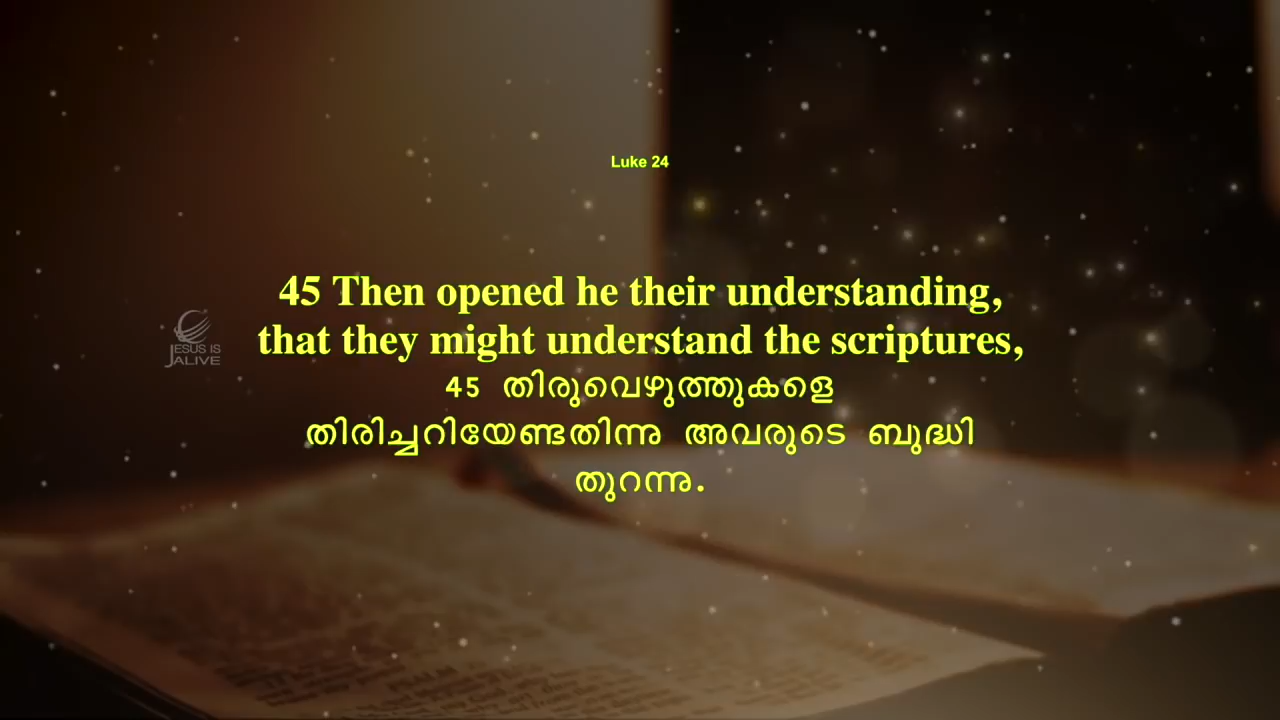 Luke 24
45 Then opened he their understanding,
that they might understand the scriptures,
JESUS IS
ALIVE
45 തിരുവെഴുത്തുകളെ
തിരിച്ചറിയേണ്ടതിന്നു അവരുടെ ബുദ്ധി
തുറന്നു.